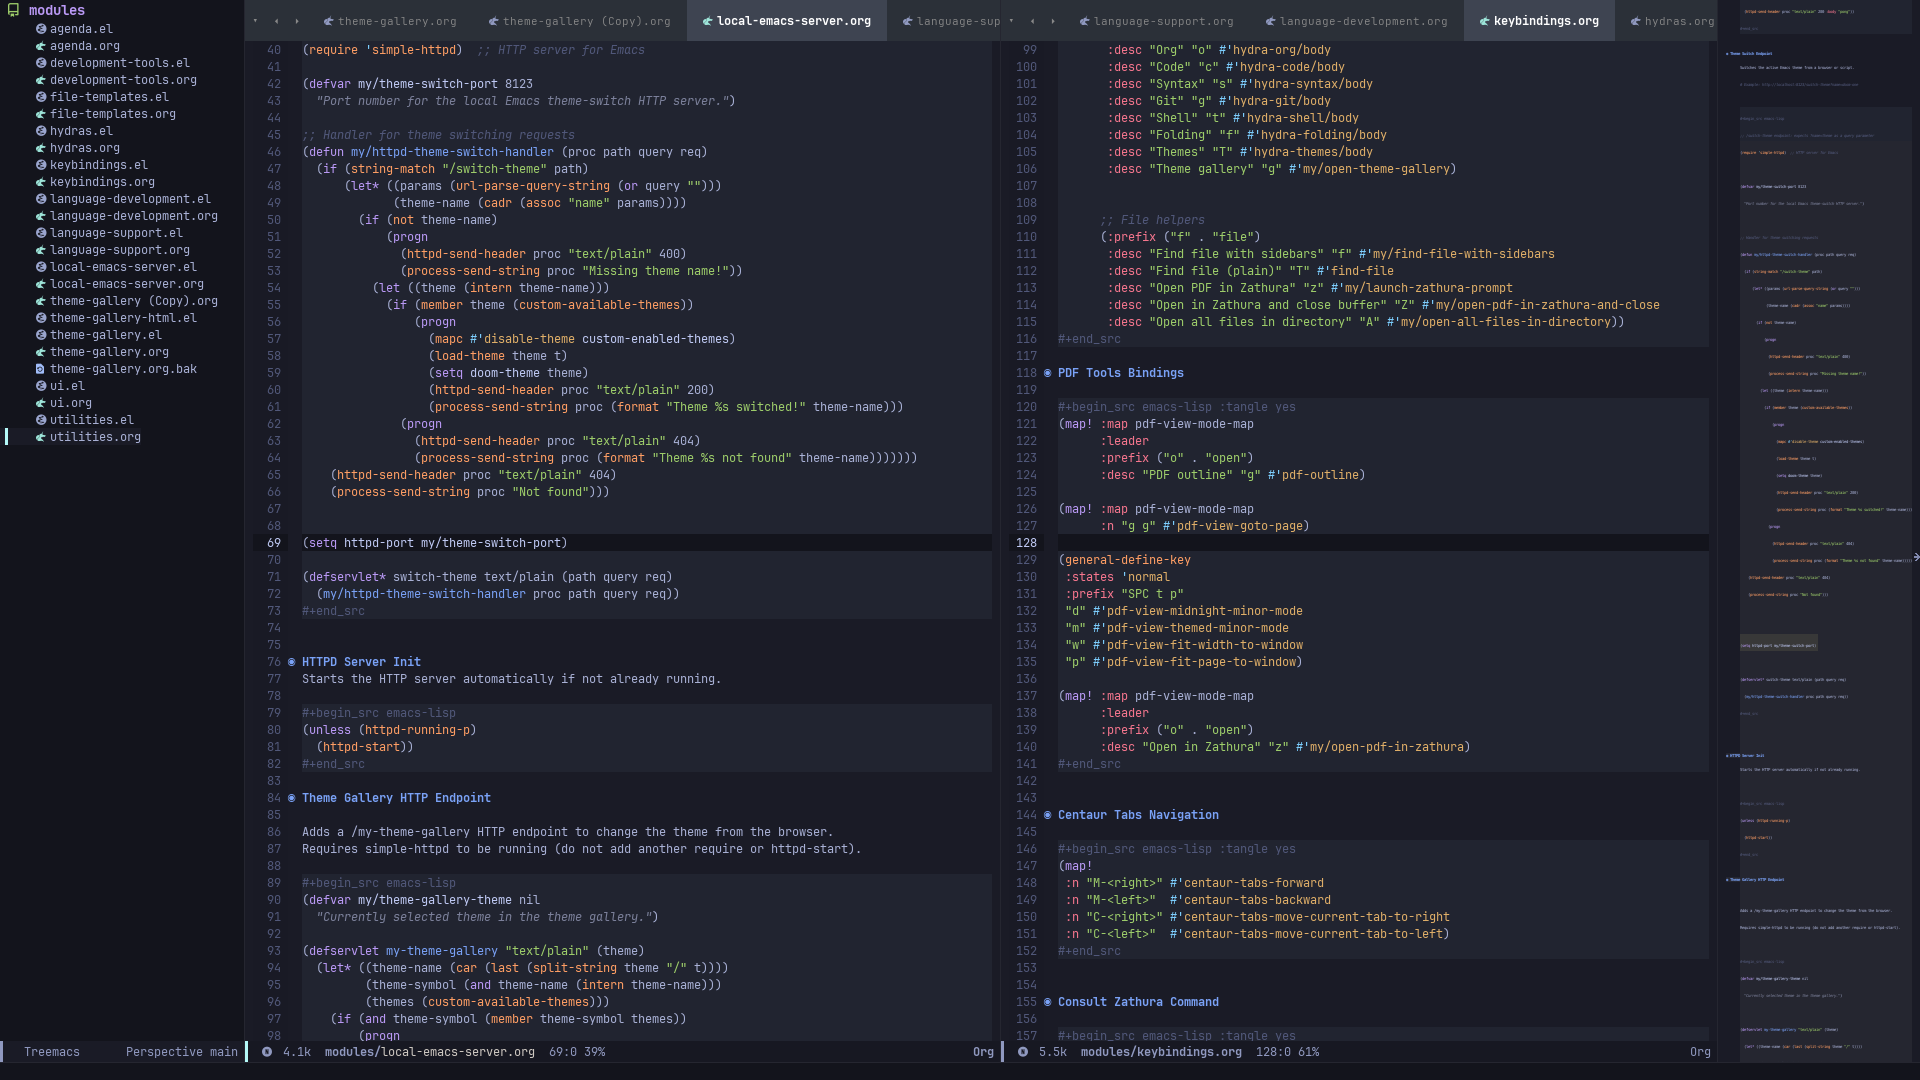 modules
agenda.el
agenda.org
development-tools.el
development-tools.org
file-templates.el
file-templates.org
hydras.el
hydras.org
keybindings.el
keybindings.org
language-development.el
language-development.org
language-support.el
language-support.org
local-emacs-server.el
local-emacs-server.org
theme-gallery (Copy).org
theme-gallery-html.el
theme-gallery.el
theme-gallery.org
theme-gallery.org.bak
ui.el
ui.org
utilities.el
utilities.org
Treemacs Perspective main
theme-gallery.org theme-gallery (Copy).org local-emacs-server.org language-sup
40 (require 'simple-httpd)  ;; HTTP server for Emacs
41
42 (defvar my/theme-switch-port 8123
43   "Port number for the local Emacs theme-switch HTTP server.")
44
45 ;; Handler for theme switching requests
46 (defun my/httpd-theme-switch-handler (proc path query req)
47   (if (string-match "/switch-theme" path)
48       (let* ((params (url-parse-query-string (or query "")))
49              (theme-name (cadr (assoc "name" params))))
50         (if (not theme-name)
51             (progn
52               (httpd-send-header proc "text/plain" 400)
53               (process-send-string proc "Missing theme name!"))
54           (let ((theme (intern theme-name)))
55             (if (member theme (custom-available-themes))
56                 (progn
57                   (mapc #'disable-theme custom-enabled-themes)
58                   (load-theme theme t)
59                   (setq doom-theme theme)
60                   (httpd-send-header proc "text/plain" 200)
61                   (process-send-string proc (format "Theme %s switched!" theme-name)))
62               (progn
63                 (httpd-send-header proc "text/plain" 404)
64                 (process-send-string proc (format "Theme %s not found" theme-name)))))))
65     (httpd-send-header proc "text/plain" 404)
66     (process-send-string proc "Not found")))
67
68
69 (setq httpd-port my/theme-switch-port)
70
71 (defservlet* switch-theme text/plain (path query req)
72   (my/httpd-theme-switch-handler proc path query req))
73 #+end_src
74
75
76 ◉ HTTPD Server Init
77 Starts the HTTP server automatically if not already running.
78
79 #+begin_src emacs-lisp
80 (unless (httpd-running-p)
81   (httpd-start))
82 #+end_src
83
84 ◉ Theme Gallery HTTP Endpoint
85
86 Adds a /my-theme-gallery HTTP endpoint to change the theme from the browser.
87 Requires simple-httpd to be running (do not add another require or httpd-start).
88
89 #+begin_src emacs-lisp
90 (defvar my/theme-gallery-theme nil
91   "Currently selected theme in the theme gallery.")
92
93 (defservlet my-theme-gallery "text/plain" (theme)
94   (let* ((theme-name (car (last (split-string theme "/" t))))
95          (theme-symbol (and theme-name (intern theme-name)))
96          (themes (custom-available-themes)))
97     (if (and theme-symbol (member theme-symbol themes))
98         (progn
4.1k modules/local-emacs-server.org 69:0 39% Org
language-support.org language-development.org keybindings.org hydras.org
99        :desc "Org" "o" #'hydra-org/body
100       :desc "Code" "c" #'hydra-code/body
101       :desc "Syntax" "s" #'hydra-syntax/body
102       :desc "Git" "g" #'hydra-git/body
103       :desc "Shell" "t" #'hydra-shell/body
104       :desc "Folding" "f" #'hydra-folding/body
105       :desc "Themes" "T" #'hydra-themes/body
106       :desc "Theme gallery" "g" #'my/open-theme-gallery)
107
108
109      ;; File helpers
110      (:prefix ("f" . "file")
111       :desc "Find file with sidebars" "f" #'my/find-file-with-sidebars
112       :desc "Find file (plain)" "T" #'find-file
113       :desc "Open PDF in Zathura" "z" #'my/launch-zathura-prompt
114       :desc "Open in Zathura and close buffer" "Z" #'my/open-pdf-in-zathura-and-close
115       :desc "Open all files in directory" "A" #'my/open-all-files-in-directory))
116 #+end_src
117
118 ◉ PDF Tools Bindings
119
120 #+begin_src emacs-lisp :tangle yes
121 (map! :map pdf-view-mode-map
122       :leader
123       :prefix ("o" . "open")
124       :desc "PDF outline" "g" #'pdf-outline)
125
126 (map! :map pdf-view-mode-map
127       :n "g g" #'pdf-view-goto-page)
128
129 (general-define-key
130  :states 'normal
131  :prefix "SPC t p"
132  "d" #'pdf-view-midnight-minor-mode
133  "m" #'pdf-view-themed-minor-mode
134  "w" #'pdf-view-fit-width-to-window
135  "p" #'pdf-view-fit-page-to-window)
136
137 (map! :map pdf-view-mode-map
138       :leader
139       :prefix ("o" . "open")
140       :desc "Open in Zathura" "z" #'my/open-pdf-in-zathura)
141 #+end_src
142
143
144 ◉ Centaur Tabs Navigation
145
146 #+begin_src emacs-lisp :tangle yes
147 (map!
148  :n "M-<right>" #'centaur-tabs-forward
149  :n "M-<left>"  #'centaur-tabs-backward
150  :n "C-<right>" #'centaur-tabs-move-current-tab-to-right
151  :n "C-<left>"  #'centaur-tabs-move-current-tab-to-left)
152 #+end_src
153
154
155 ◉ Consult Zathura Command
156
157 #+begin_src emacs-lisp :tangle yes
5.5k modules/keybindings.org 128:0 61% Org